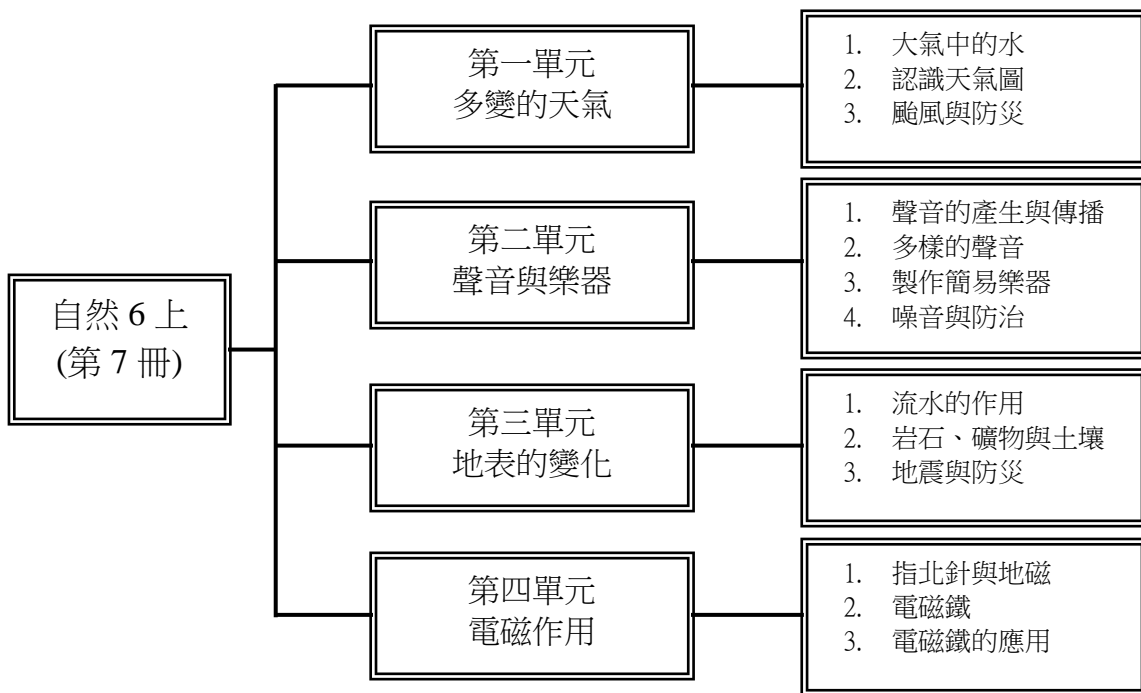 自然 6 上
(第 7 冊)
第一單元
多變的天氣
1. 大氣中的水
2. 認識天氣圖
3. 颱風與防災
第二單元
聲音與樂器
1. 聲音的產生與傳播
2. 多樣的聲音
3. 製作簡易樂器
4. 噪音與防治
第三單元
地表的變化
1. 流水的作用
2. 岩石、礦物與土壤
3. 地震與防災
第四單元
電磁作用
1. 指北針與地磁
2. 電磁鐵
3. 電磁鐵的應用